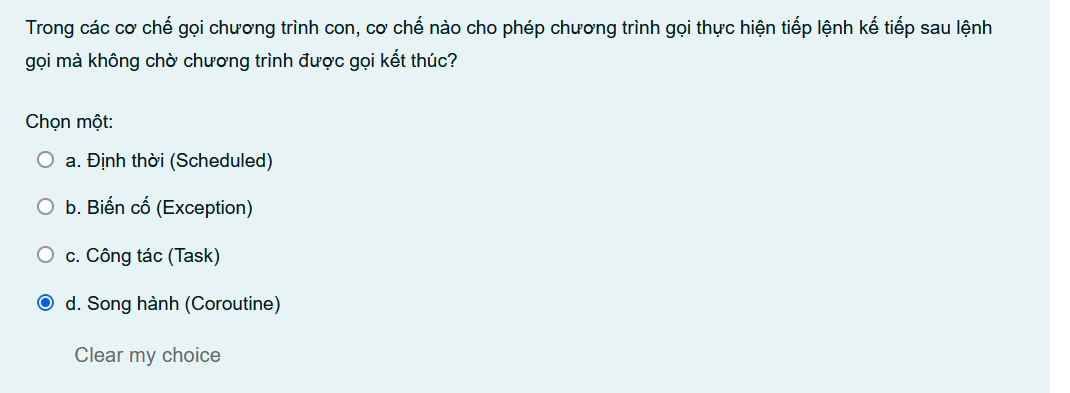 Trong các cơ chế gọi chương trình con, cơ chế nào cho phép chương trình gọi thực hiện tiếp lệnh kế tiếp sau lệnh
gọi mà không chờ chương trình được gọi kết thúc?
Chọn một:
a. Định thời (Scheduled)
b. Biến cố (Exception)
c. Công tác (Task)
d. Song hành (Coroutine)
Clear my choice